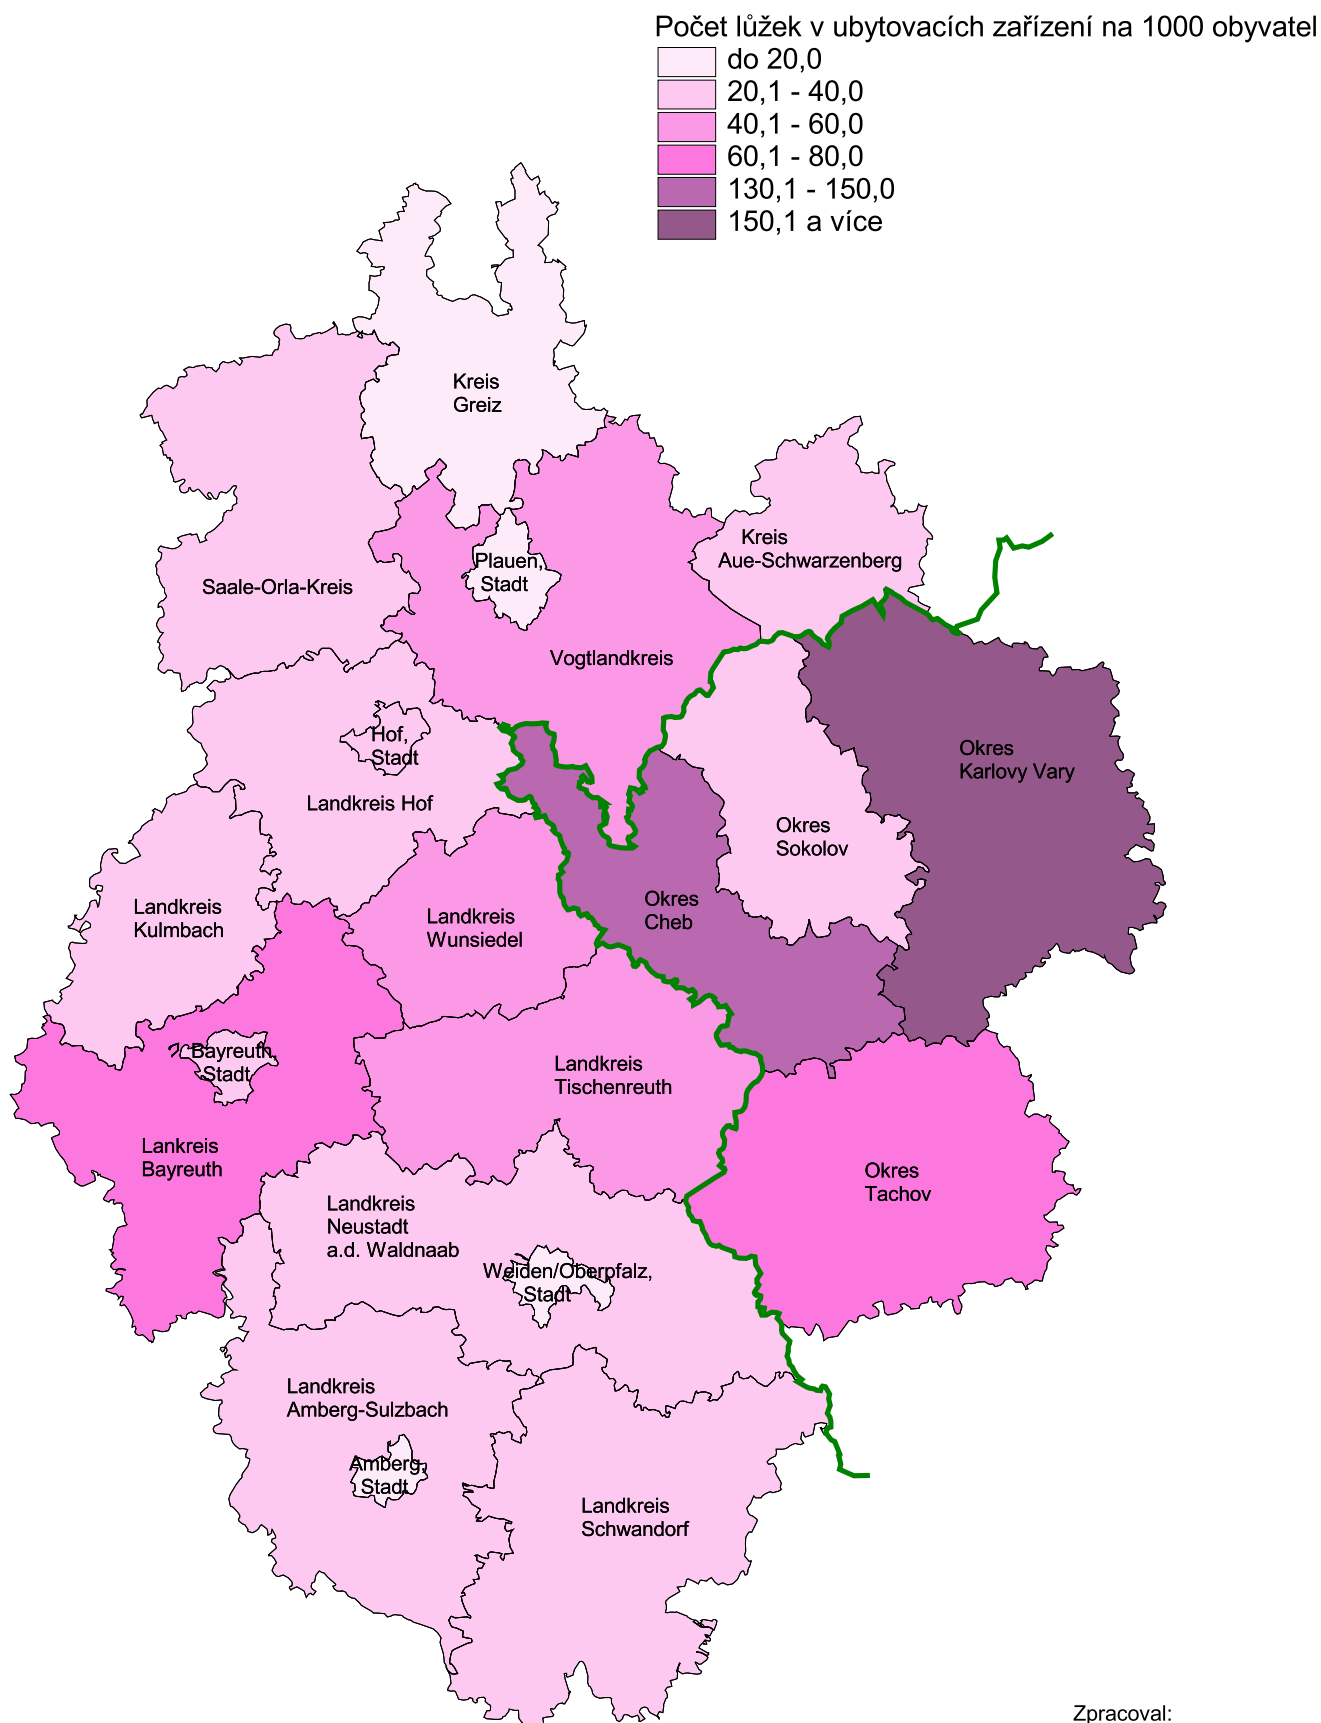 Počet lůžek v ubytovacích zařízení na 1000 obyvatel
do 20,0
20,1 - 40,0
40,1 - 60,0
60,1 - 80,0
130,1 - 150,0
150,1 a více
Kreis
Greiz
Kreis
Aue-Schwarzenberg
Plauen,
Stadt
Saale-Orla-Kreis
Vogtlandkreis
Hof,
Stadt
Landkreis Hof
Okres
Karlovy Vary
Okres
Sokolov
Okres
Cheb
Landkreis
Kulmbach
Landkreis
Wunsiedel
Bayreuth,
Stadt
Landkreis
Tischenreuth
Lankreis
Bayreuth
Okres
Tachov
Landkreis
Neustadt
a.d. Waldnaab
Weiden/Oberpfalz,
Stadt
Landkreis
Amberg-Sulzbach
Amberg,
Stadt
Landkreis
Schwandorf
Zpracoval: